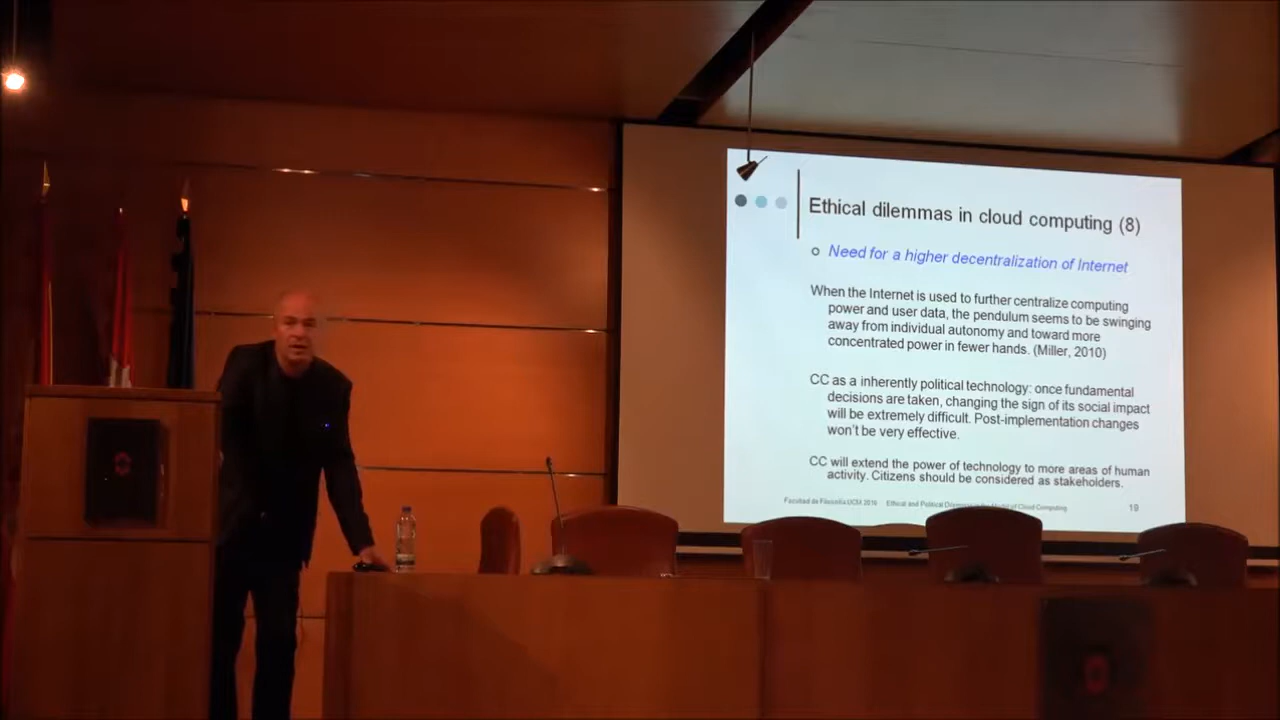 Ethical dilemmas in cloud computing (8)
Need for a higher decentralization of Internet
When the Internet is used to further centralize computing
power and user data, the pendulum seems to be swinging
away from individual autonomy and toward more
concentrated power in fewer hands. (Miller, 2010)
CC as a inherently political technology: once fundamental
decisions are taken, changing the sign of its social impact
will be extremely difficult. Post-implementation changes
won't be very effective.
CC will extend the power of technology to more areas of human
activity. Citizens should be considered as stakeholders.
Facultad de Filosofía UCM 2016 Ethical and Political of Cloud Computing
19